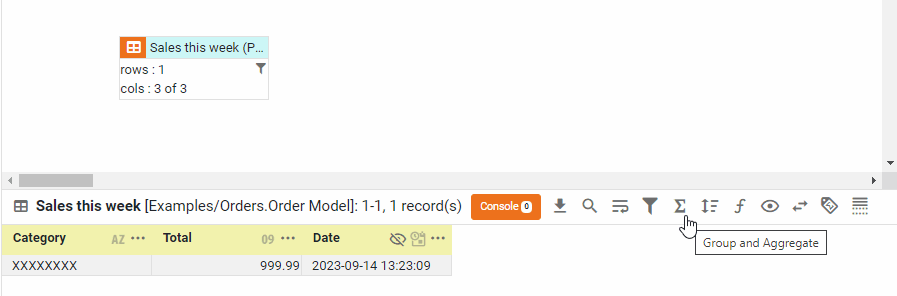 Sales this week (P...
rows : 1
cols : 3 of 3
Sales this week [Examples/Orders.Order Model]: 1-1, 1 record(s) Console 0
Group and Aggregate
Category AZ Total 09 Date
XXXXXXXX 999.99 2023-09-14 13:23:09